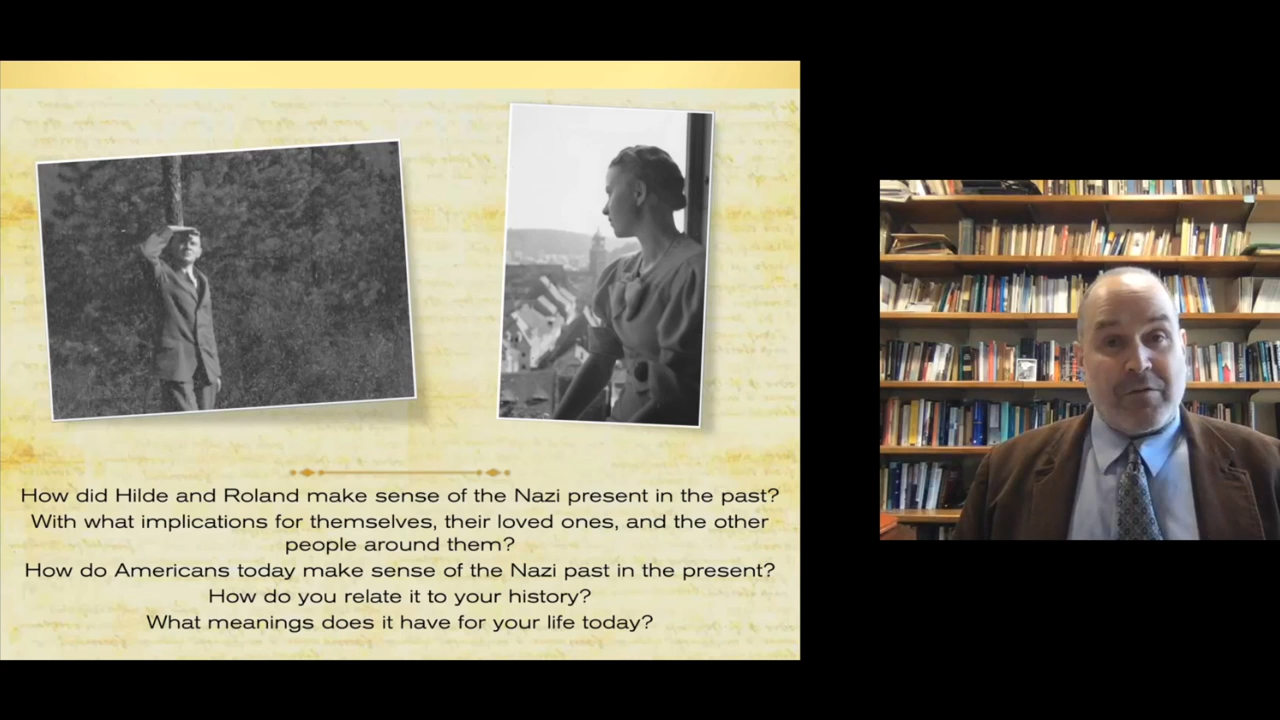 How did Hilde and Roland make sense of the Nazi present in the past?
With what implications for themselves, their loved ones, and the other
people around them?
How do Americans today make sense of the Nazi past in the present?
How do you relate it to your history?
What meanings does it have for your life today?